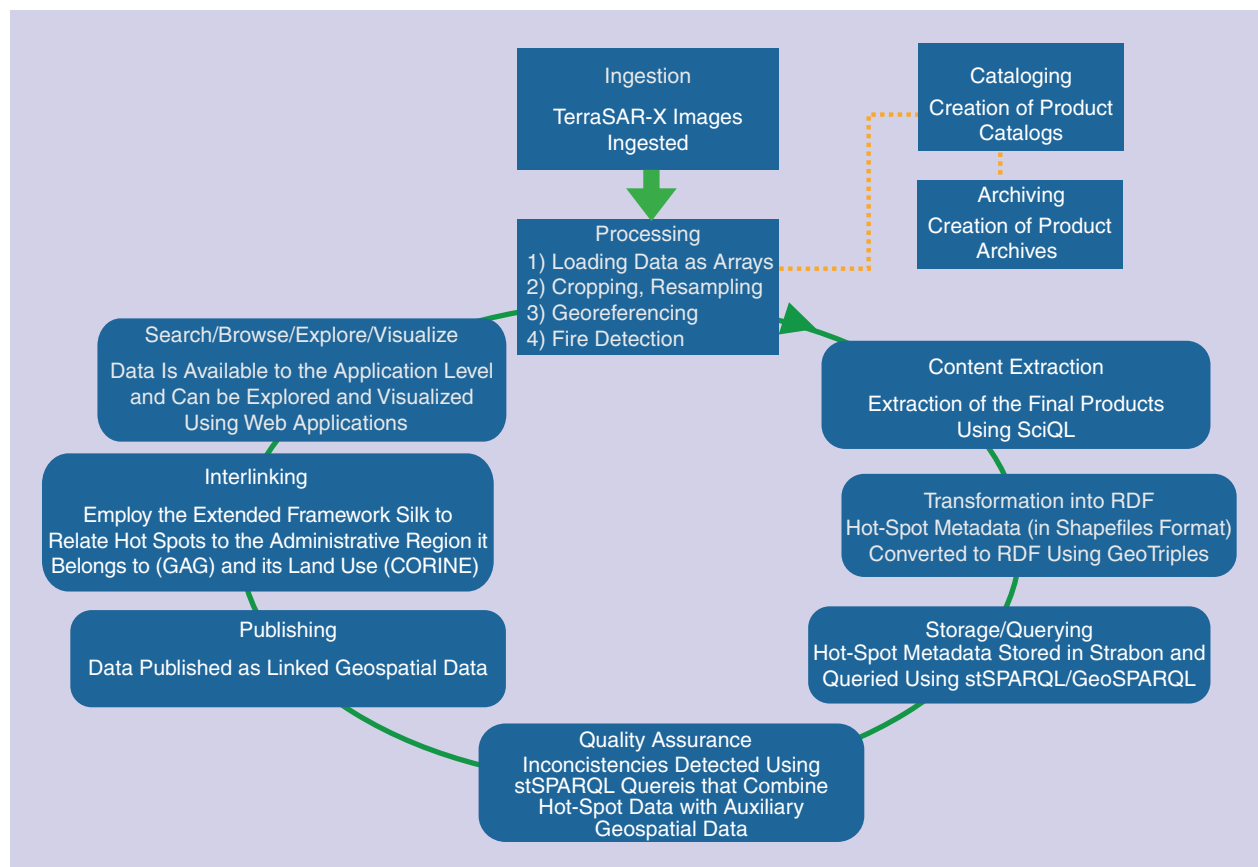 Ingestion
TerraSAR-X Images
Ingested
Cataloging
Creation of Product
Catalogs
Archiving
Creation of Product
Archives
Processing
1) Loading Data as Arrays
2) Cropping, Resampling
3) Georeferencing
4) Fire Detection
Content Extraction
Extraction of the Final Products
Using SciQL
Transformation into RDF
Hot-Spot Metadata (in Shapefiles Format)
Converted to RDF Using GeoTriples
Storage/Querying
Hot-Spot Metadata Stored in Strabon and
Queried Using stSPARQL/GeoSPARQL
Quality Assurance
Inconcistencies Detected Using
stSPARQL Quereis that Combine
Hot-Spot Data with Auxiliary
Geospatial Data
Publishing
Data Published as Linked Geospatial Data
Interlinking
Employ the Extended Framework Silk to
Relate Hot Spots to the Administrative Region it
Belongs to (GAG) and its Land Use (CORINE)
Search/Browse/Explore/Visualize
Data Is Available to the Application Level
and Can be Explored and Visualized
Using Web Applications